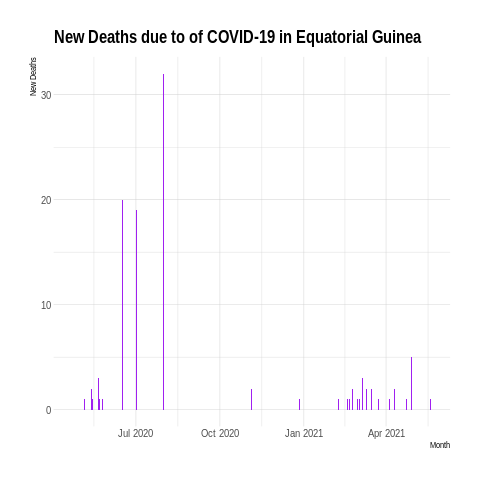 New Deaths due to of COVID-19 in Equatorial Guinea
New Deaths
30
20
10
0
Jul 2020 Oct 2020 Jan 2021 Apr 2021
Month